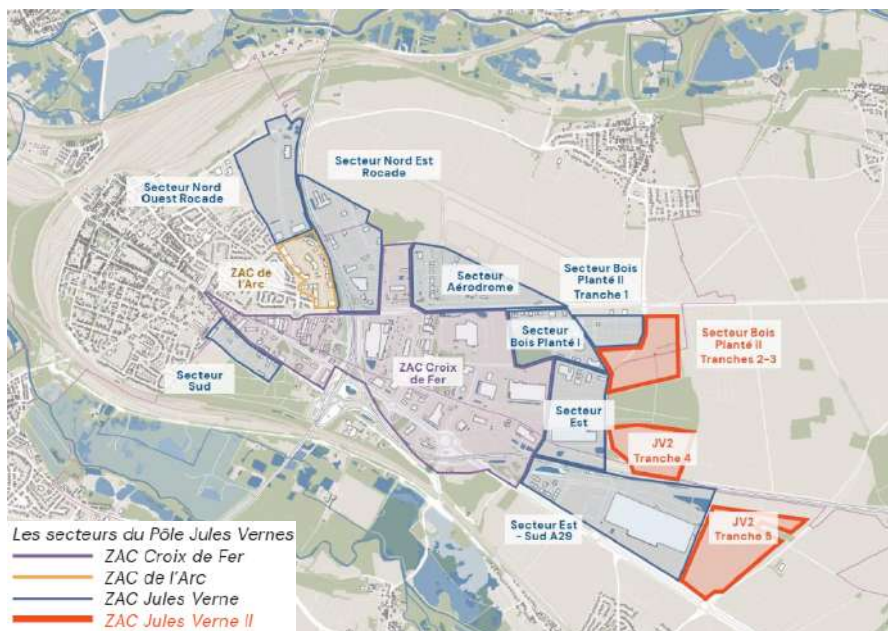 Secteur Nord Est
Rocade
Secteur Nord
Ouest Rocade
ZAC de
l'Arc
Secteur
Aérodrome
Secteur Bois
Planté II
Tranche 1
Secteur
Bois Planté I
Secteur Bois
Planté II
Tranches 2-3
ZAC Croix
de Fer
Secteur
Sud
Secteur
Est
JV2
Tranche 4
Secteur Est
- Sud A29
JV2
Tranche 5
Les secteurs du Pôle Jules Vernes
ZAC Croix de Fer
ZAC de l'Arc
ZAC Jules Verne
ZAC Jules Verne II